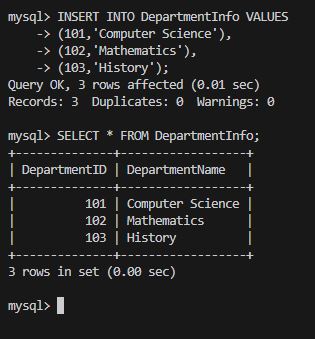 mysql> INSERT INTO DepartmentInfo VALUES
    -> (101,'Computer Science'),
    -> (102,'Mathematics'),
    -> (103,'History');
Query OK, 3 rows affected (0.01 sec)
Records: 3  Duplicates: 0  Warnings: 0

mysql> SELECT * FROM DepartmentInfo;
+--------------+------------------+
| DepartmentID | DepartmentName   |
+--------------+------------------+
|          101 | Computer Science |
|          102 | Mathematics      |
|          103 | History          |
+--------------+------------------+
3 rows in set (0.00 sec)

mysql>